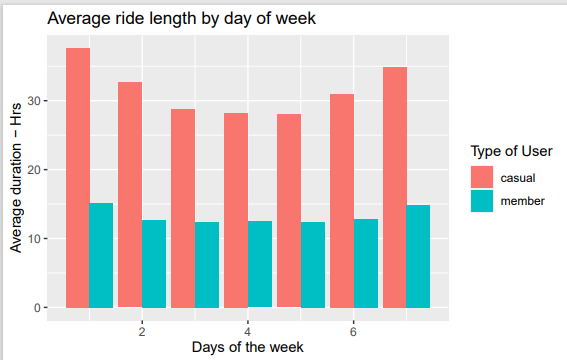 Average ride length by day of week
Average duration − Hrs
30
20
10
0
2
4
6
Days of the week
Type of User
casual
member